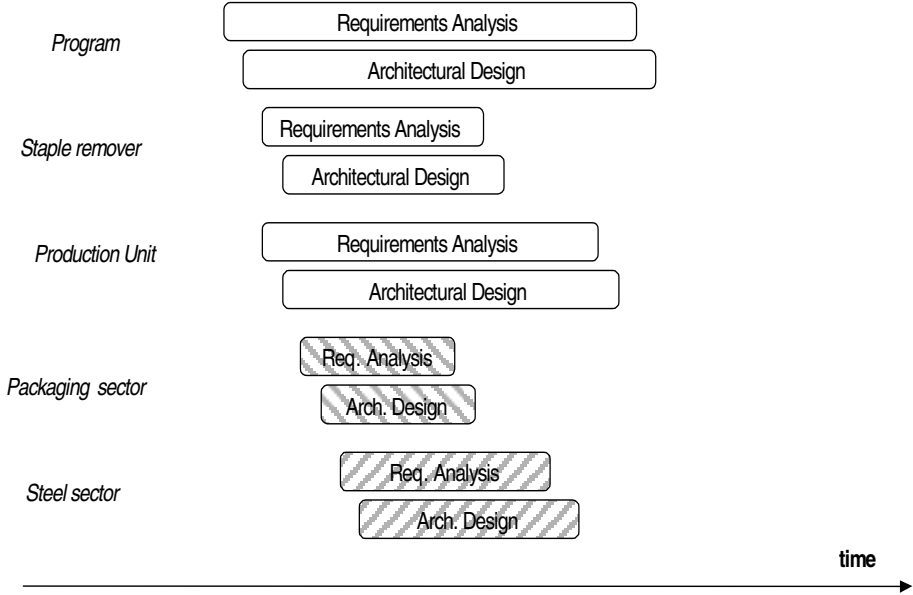 Requirements Analysis
Program
Architectural Design
Requirements Analysis
Staple remover
Architectural Design
Requirements Analysis
Production Unit
Architectural Design
Req. Analysis
Packaging sector
Arch. Design
Req. Analysis
Steel sector
Arch. Design
time